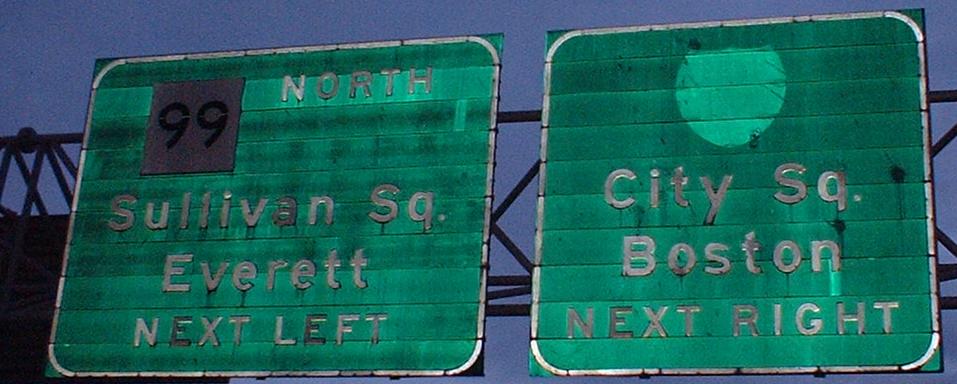 99 NORTH
Sullivan Sq.
Everett
NEXT LEFT
City Sq.
Boston
NEXT RIGHT